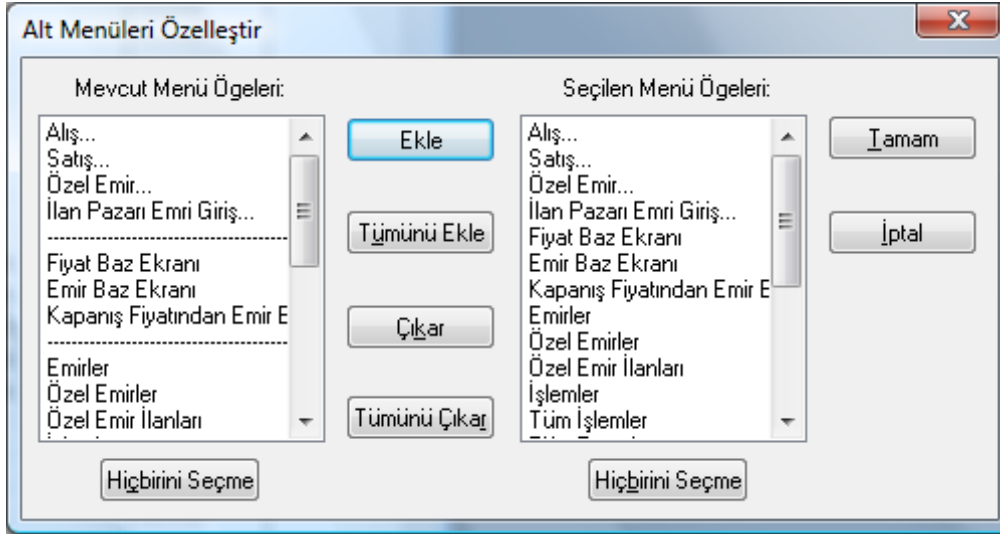 Alt Menüleri Özelleştir
Mevcut Menü Ögeleri:
Alış...
Satış...
Özel Emir...
İlan Pazarı Emri Giriş...
Fiyat Baz Ekranı
Emir Baz Ekranı
Kapanış Fiyatından Emir E
Emirler
Özel Emirler
Özel Emir İlanları
Hiçbirini Seçme
Ekle
Tümünü Ekle
Çıkar
Tümünü Çıkar
Seçilen Menü Ögeleri:
Alış...
Satış...
Özel Emir...
İlan Pazarı Emri Giriş...
Fiyat Baz Ekranı
Emir Baz Ekranı
Kapanış Fiyatından Emir E
Emirler
Özel Emirler
Özel Emir İlanları
İşlemler
Tüm İşlemler
Hiçbirini Seçme
Tamam
İptal